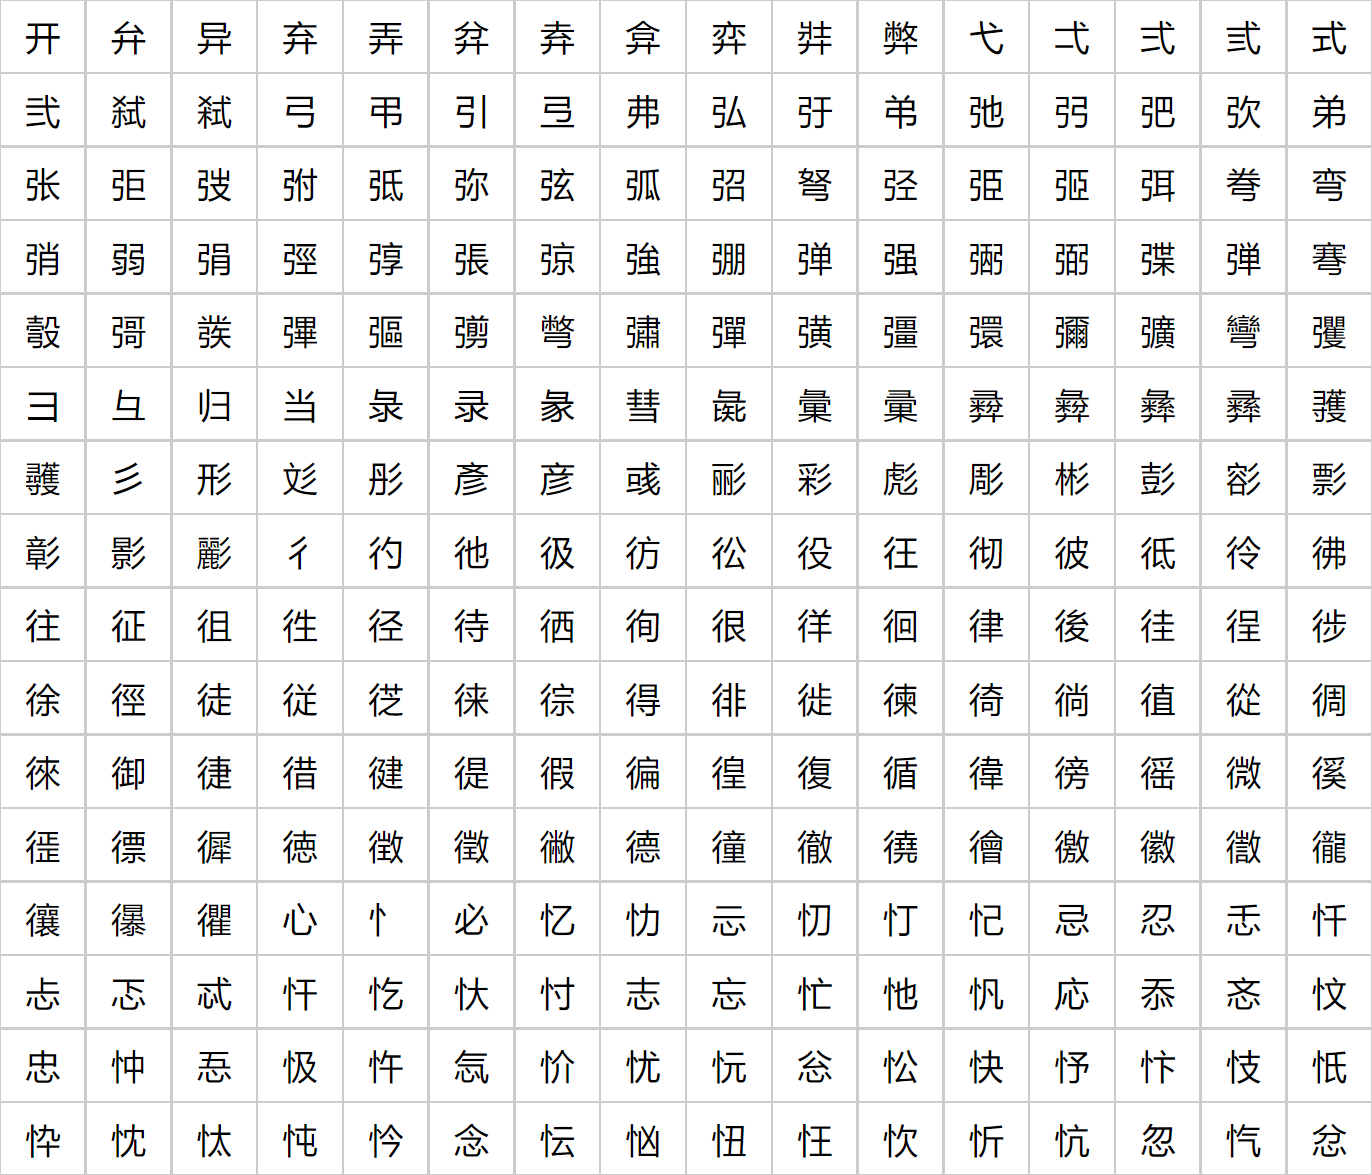 开 弁 异 弃 弄 弅 弆 弇 弈 弉 弊 弋 弌 弍 弎 式
弐 弑 弒 弓 弔 引 弖 弗 弘 弙 弚 弛 弜 弝 弞 弟
张 弡 弢 弣 弤 弥 弦 弧 弨 弩 弪 弫 弬 弭 弮 弯
弰 弱 弲 弳 弴 張 弶 強 弸 弹 强 弻 弼 弽 弾 弿
彀 彁 彂 彃 彄 彅 彆 彇 彈 彉 彊 彋 彌 彍 彎 彏
彐 彑 归 当 彔 录 彖 彗 彘 彙 彚 彛 彜 彝 彞 彟
彠 彡 形 彣 彤 彥 彦 彧 彨 彩 彪 彫 彬 彭 彮 彯
彰 影 彲 彳 彴 彵 彶 彷 彸 役 彺 彻 彼 彽 彾 彿
往 征 徂 徃 径 待 徆 徇 很 徉 徊 律 後 徍 徎 徏
徐 徑 徒 従 徔 徕 徖 得 徘 徙 徚 徛 徜 徝 從 徟
徠 御 徢 徣 徤 徥 徦 徧 徨 復 循 徫 徬 徭 微 徯
徰 徱 徲 徳 徴 徵 徶 德 徸 徹 徺 徻 徼 徽 徾 徿
忀 忁 忂 心 忄 必 忆 忇 忈 忉 忊 忋 忌 忍 忎 忏
忐 忑 忒 忓 忔 忕 忖 志 忘 忙 忚 忛 応 忝 忞 忟
忠 忡 忢 忣 忤 忥 忦 忧 忨 忩 忪 快 忬 忭 忮 忯
忰 忱 忲 忳 忴 念 忶 忷 忸 忹 忺 忻 忼 忽 忾 忿